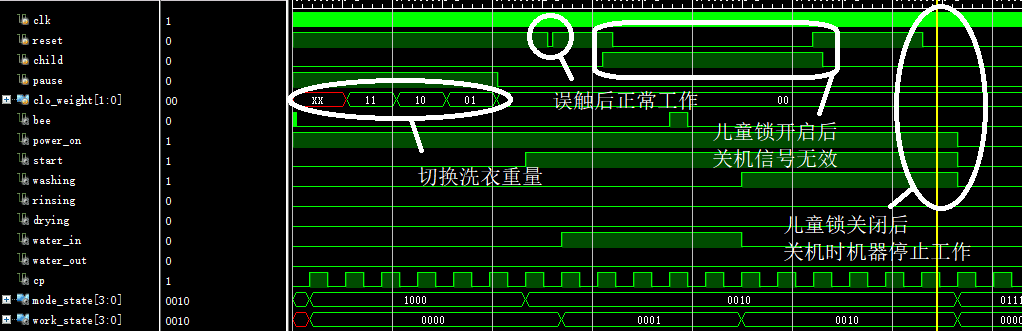 clk 1
reset 0
child 0
pause 0
clo_weight[1:0] 00 XX 11 10 01 00
误触后正常工作
bee 0
power_on 1
儿童锁开启后
关机信号无效
start 1
切换洗衣重量
washing 1
rinsing 0
drying 0
儿童锁关闭后
关机时机器停止工作
water_in 0
water_out 0
cp 1
mode_state[3:0] 0010 1000 0010 0111
work_state[3:0] 0010 0000 0001 0010 0000